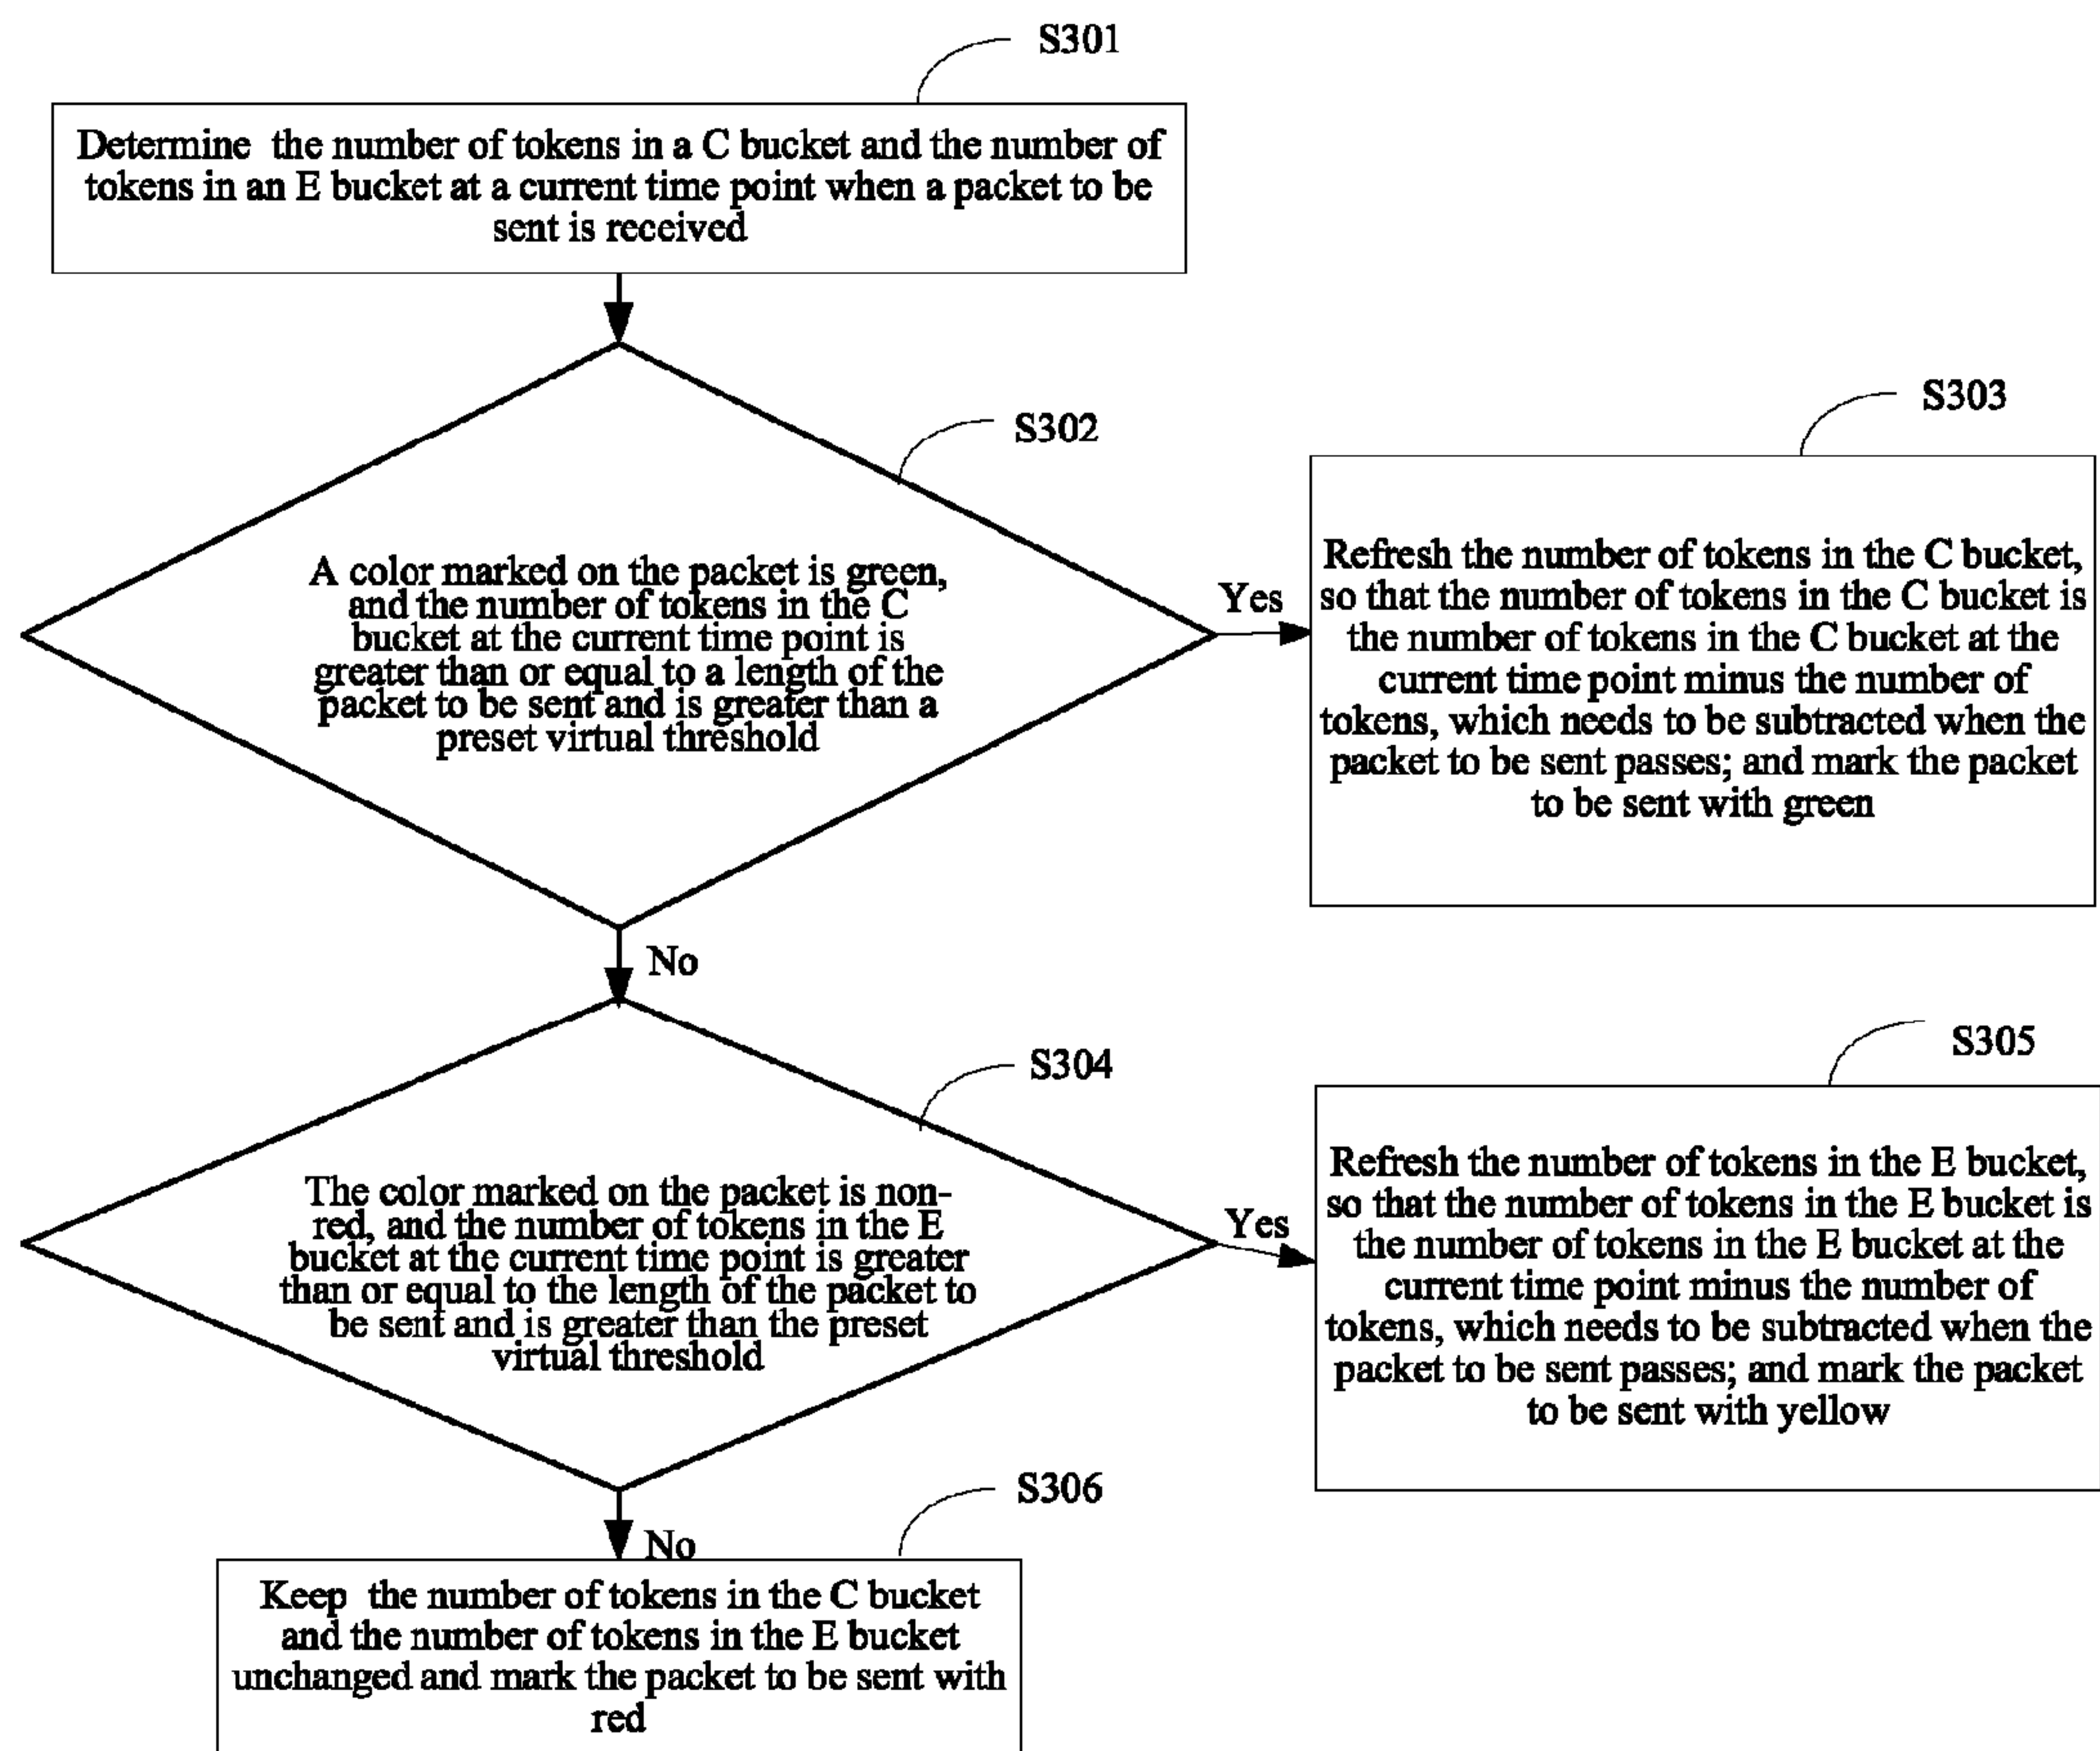 S301
Determine the number of tokens in a C bucket and the number of
tokens in an E bucket at a current time point when a packet to be
sent is received
S302
A color marked on the packet is green,
and the number of tokens in the C
bucket at the current time point is
greater than or equal to a length of the
packet to be sent and is greater than a
preset virtual threshold
Yes
S303
Refresh the number of tokens in the C bucket,
so that the number of tokens in the C bucket is
the number of tokens in the C bucket at the
current time point minus the number of
tokens, which needs to be subtracted when the
packet to be sent passes; and mark the packet
to be sent with green
No
S304
The color marked on the packet is non-
red, and the number of tokens in the E
bucket at the current time point is greater
than or equal to the length of the packet to
be sent and is greater than the preset
virtual threshold
Yes
S305
Refresh the number of tokens in the E bucket,
so that the number of tokens in the E bucket is
the number of tokens in the E bucket at the
current time point minus the number of
tokens, which needs to be subtracted when the
packet to be sent passes; and mark the packet
to be sent with yellow
No
S306
Keep the number of tokens in the C bucket
and the number of tokens in the E bucket
unchanged and mark the packet to be sent with
red